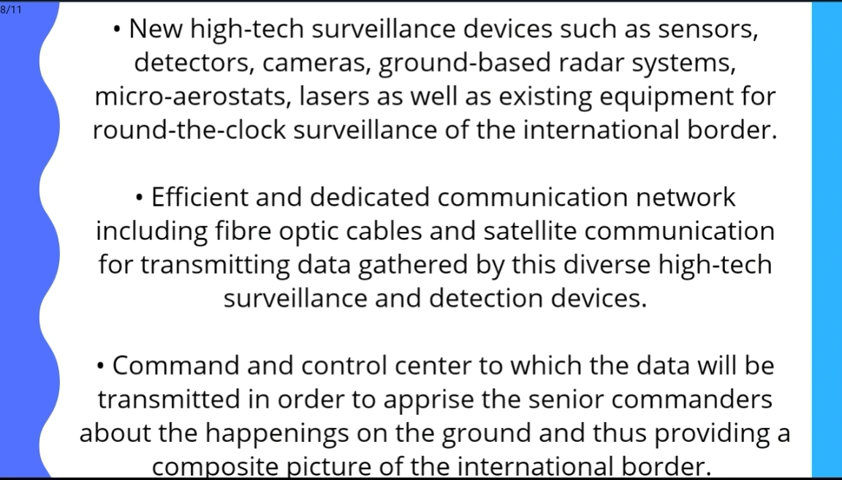 8/11
• New high-tech surveillance devices such as sensors,
detectors, cameras, ground-based radar systems,
micro-aerostats, lasers as well as existing equipment for
round-the-clock surveillance of the international border.
• Efficient and dedicated communication network
including fibre optic cables and satellite communication
for transmitting data gathered by this diverse high-tech
surveillance and detection devices.
• Command and control center to which the data will be
transmitted in order to apprise the senior commanders
about the happenings on the ground and thus providing a
composite picture of the international border.